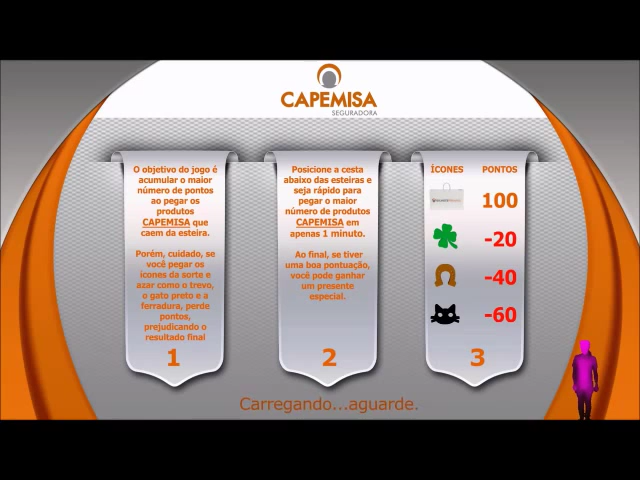 CAPEMISA
SEGURADORA
O objetivo do jogo é
acumular o maior
número de pontos
ao pegar os
produtos
CAPEMISA que
caem da esteira.
Porém, cuidado, se
você pegar os
ícones da sorte e
azar como o trevo,
o gato preto e a
ferradura, perde
pontos,
prejudicando o
resultado final
1
Posicione a cesta
abaixo das esteiras e
seja rápido para
pegar o maior
número de produtos
CAPEMISA em
apenas 1 minuto.
Ao final, se tiver
uma boa pontuação,
você pode ganhar
um presente
especial.
2
ÍCONES PONTOS
100
-20
-40
-60
3
Carregando...aguarde.